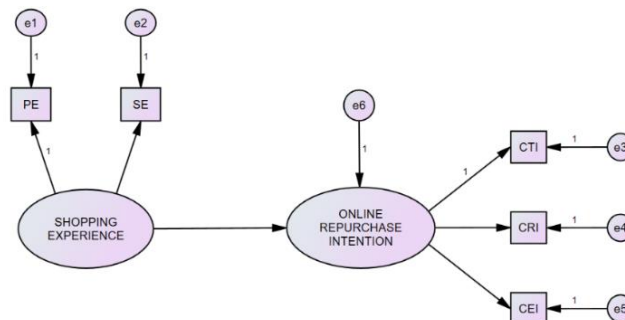 e1
e2
1
1
PE
SE
e6
1
1
1
CTI
1
e3
SHOPPING
EXPERIENCE
ONLINE
REPURCHASE
INTENTION
CRI
1
e4
CEI
1
e5